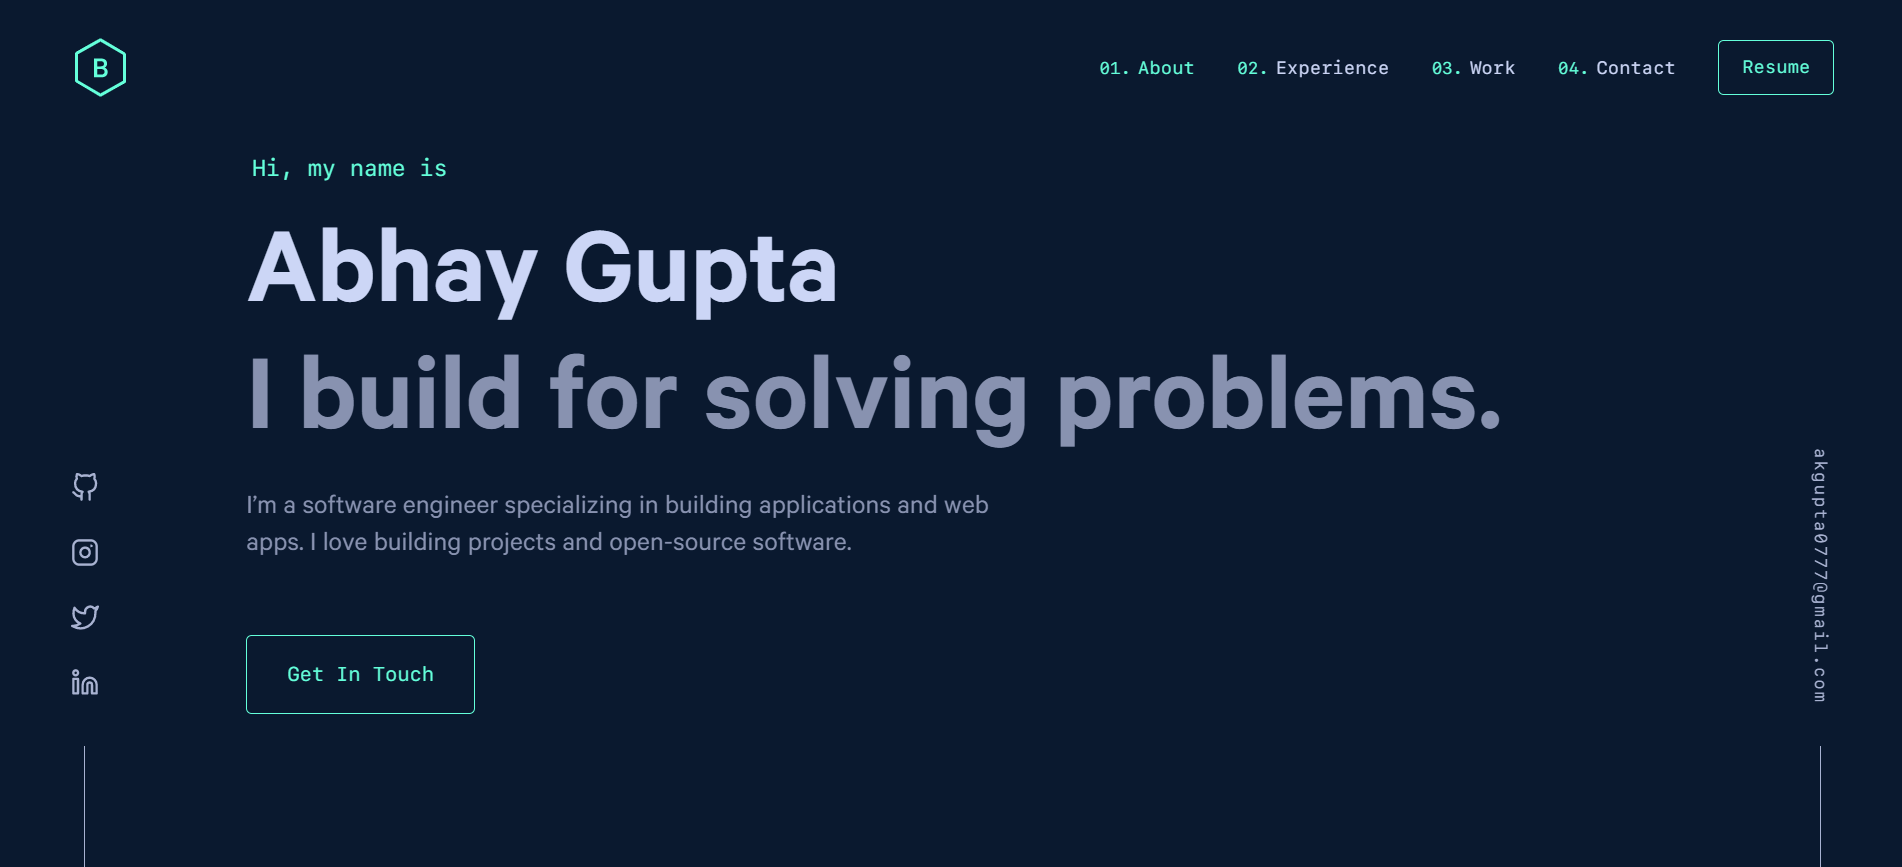 B
01. About 02. Experience 03. Work 04. Contact Resume
Hi, my name is
Abhay Gupta
I build for solving problems.
I’m a software engineer specializing in building applications and web
apps. I love building projects and open-source software.
Get In Touch
akgupta0777@gmail.com